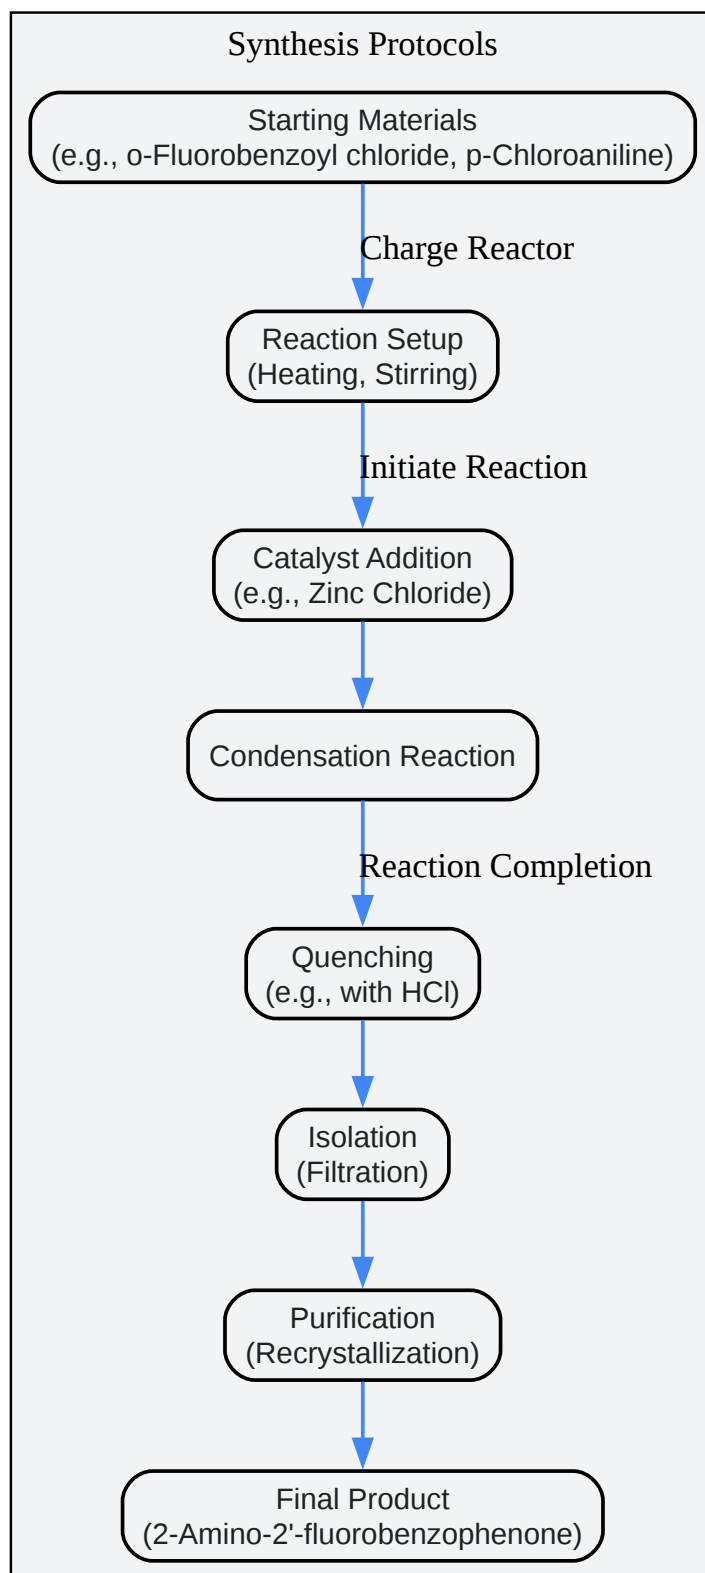 Synthesis Protocols
Starting Materials
(e.g., o-Fluorobenzoyl chloride, p-Chloroaniline)
Charge Reactor
Reaction Setup
(Heating, Stirring)
Initiate Reaction
Catalyst Addition
(e.g., Zinc Chloride)
Condensation Reaction
Reaction Completion
Quenching
(e.g., with HCl)
Isolation
(Filtration)
Purification
(Recrystallization)
Final Product
(2-Amino-2'-fluorobenzophenone)